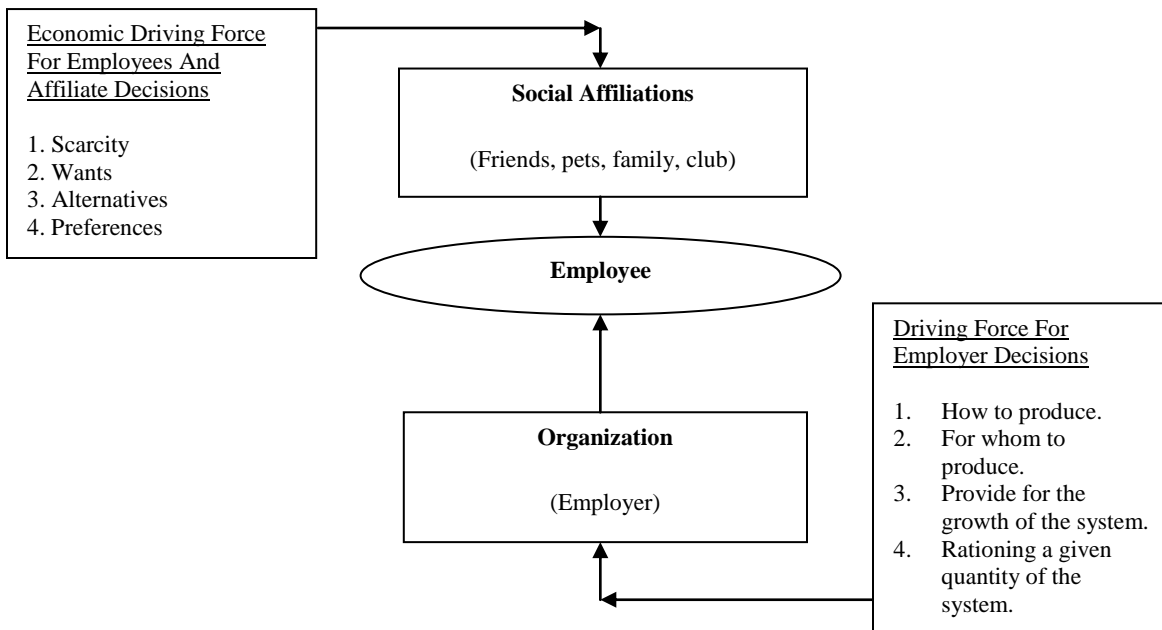 Economic Driving Force
For Employees And
Affiliate Decisions
1. Scarcity
2. Wants
3. Alternatives
4. Preferences
Social Affiliations
(Friends, pets, family, club)
Employee
Organization
(Employer)
Driving Force For
Employer Decisions
1. How to produce.
2. For whom to
produce.
3. Provide for the
growth of the system.
4. Rationing a given
quantity of the
system.